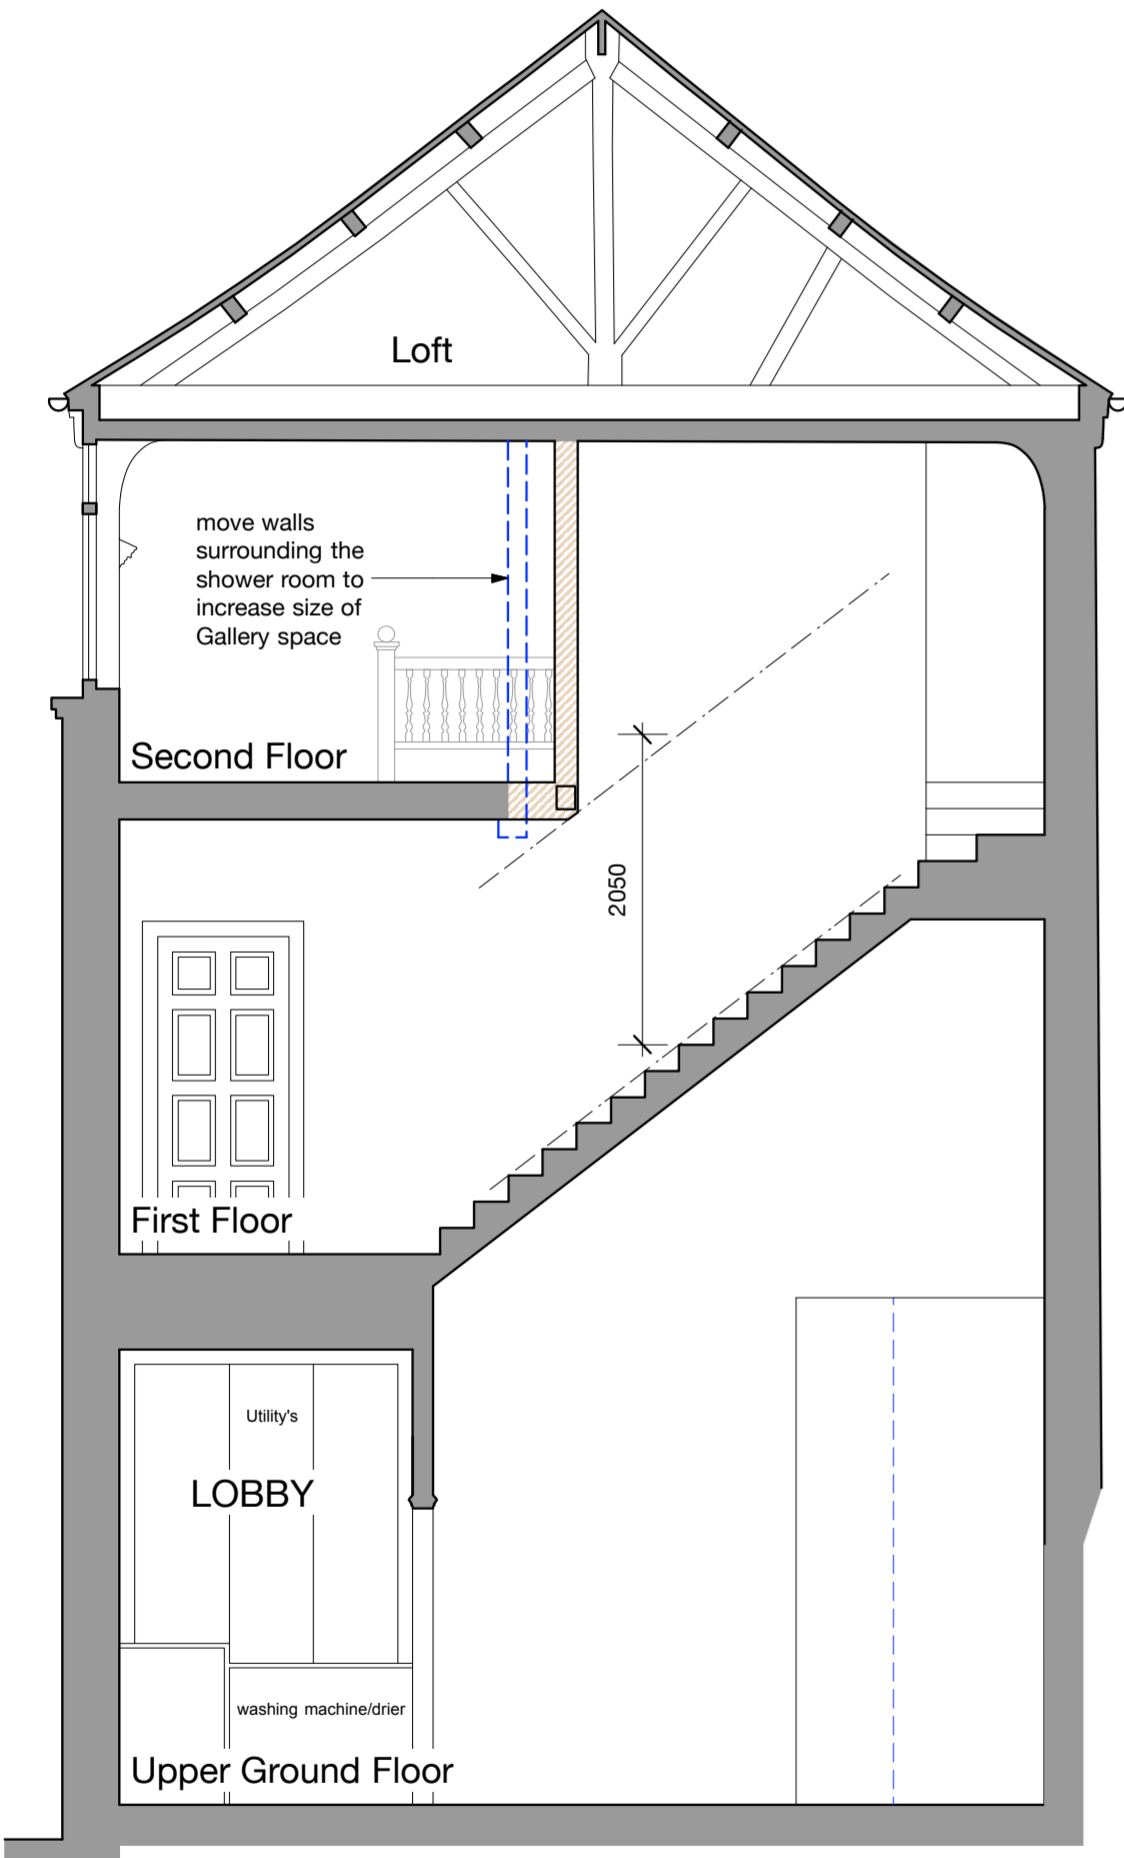 Loft
move walls
surrounding the
shower room to
increase size of
Gallery space
Second Floor
2050
First Floor
Utility's
LOBBY
washing machine/drier
Upper Ground Floor